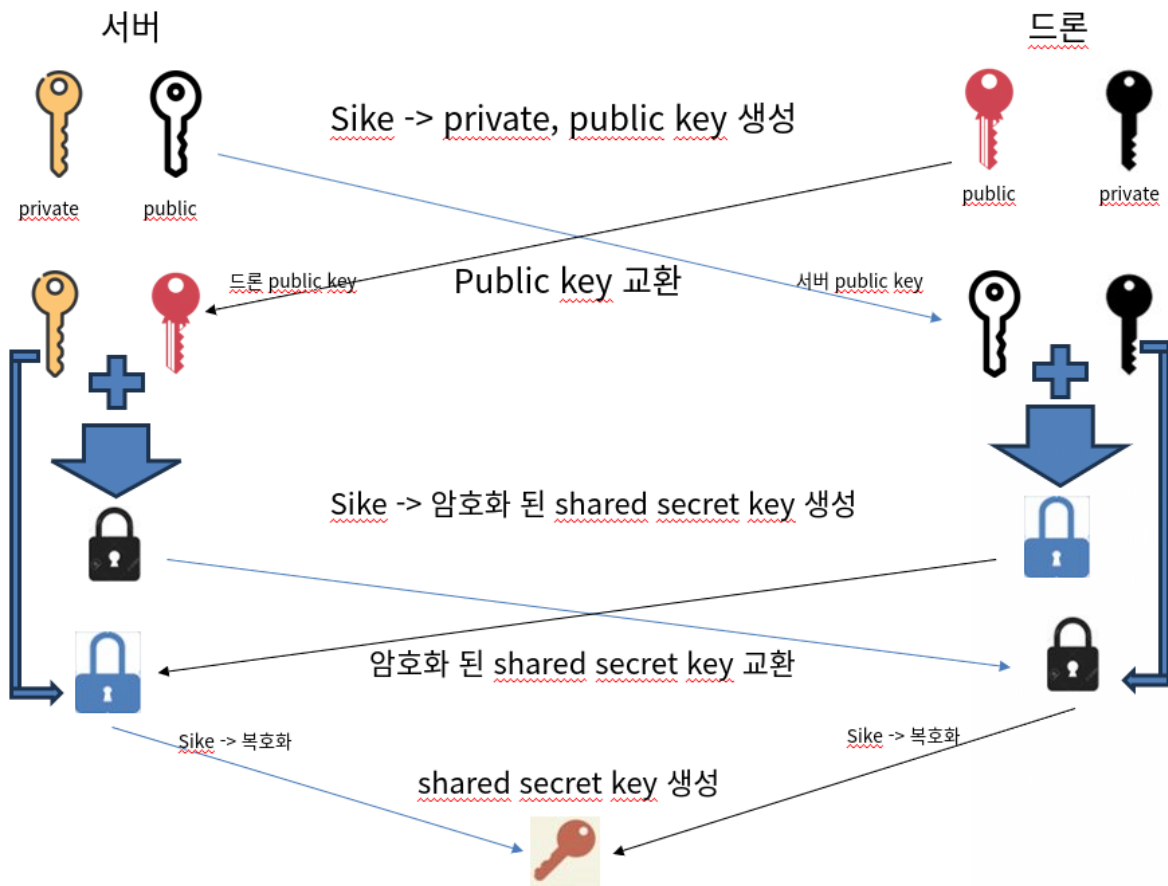 서버
드론
Sike -> private, public key 생성
private
public
public
private
드론 public key
Public key 교환
서버 public key
Sike -> 암호화 된 shared secret key 생성
암호화 된 shared secret key 교환
Sike -> 복호화
Sike -> 복호화
shared secret key 생성